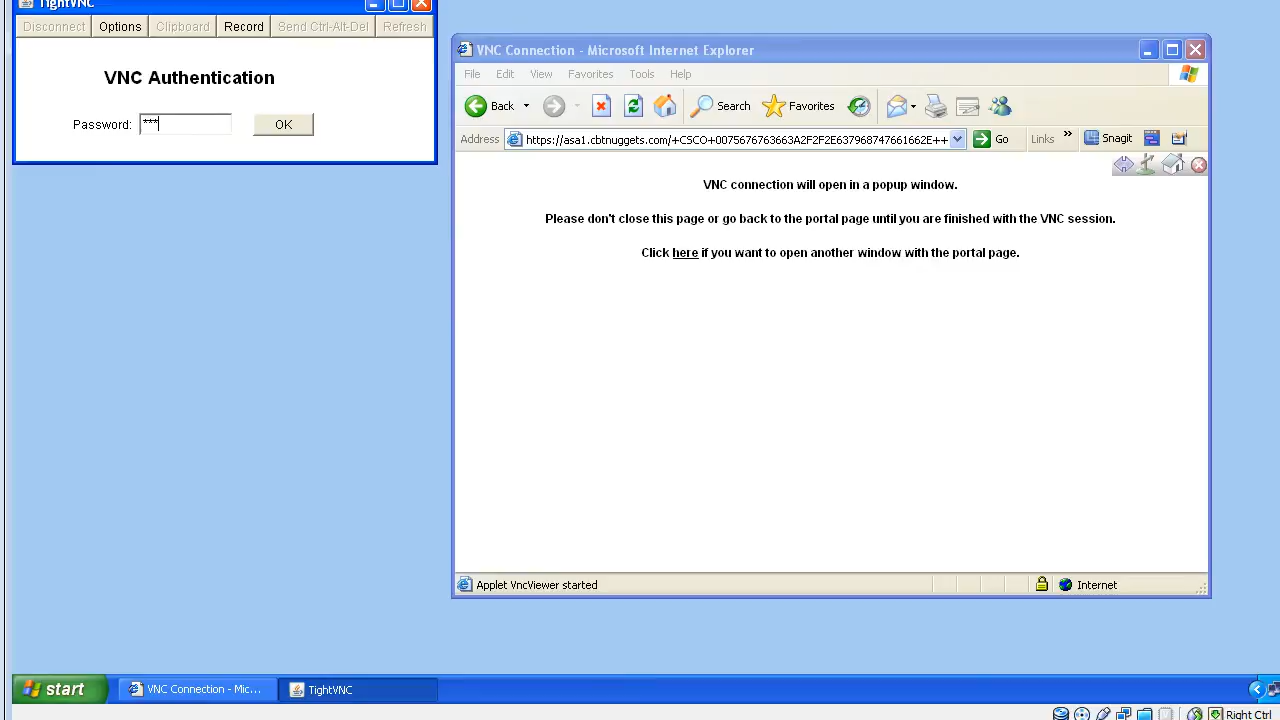 TightVNC
Disconnect Options Clipboard Record Send Ctrl-Alt-Del Refresh
VNC Authentication
Password: *** OK
VNC Connection - Microsoft Internet Explorer
File Edit View Favorites Tools Help
Back Search Favorites
Address https://asa1.cbtnuggets.com/+CSCO+0075676763663A2F2F2E637968747661662E++ Go Links » Snagit
VNC connection will open in a popup window.
Please don't close this page or go back to the portal page until you are finished with the VNC session.
Click here if you want to open another window with the portal page.
Applet VncViewer started Internet
start VNC Connection - Mic... TightVNC
Right Ctrl